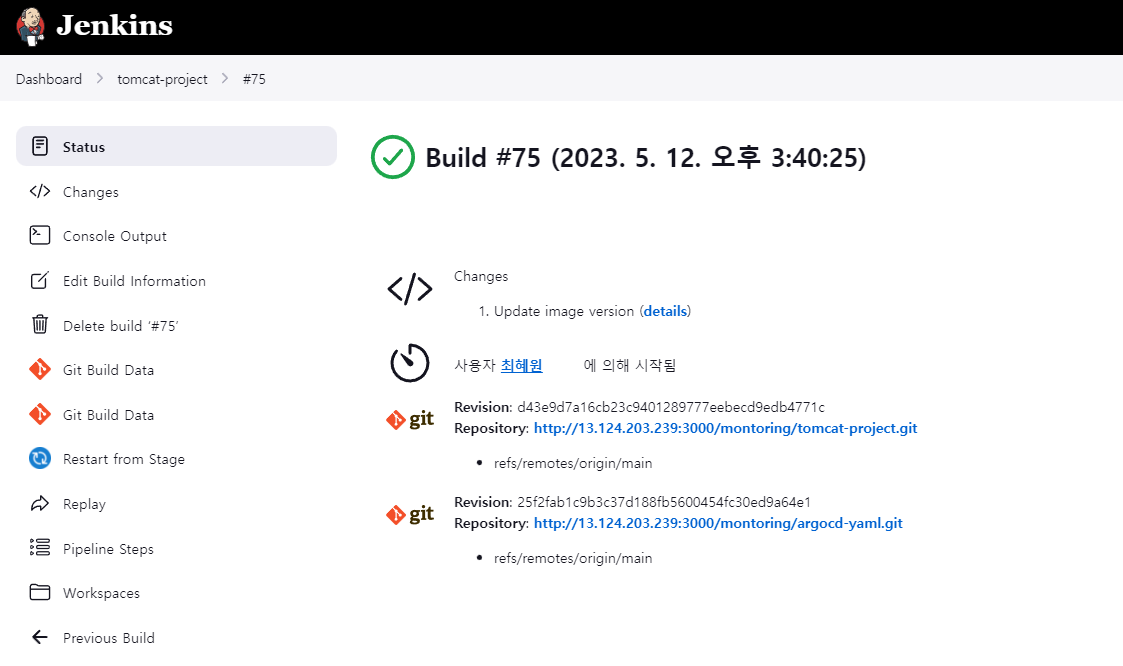 Jenkins
Dashboard > tomcat-project > #75
Status
Changes
Console Output
Edit Build Information
Delete build ‘#75’
Git Build Data
Git Build Data
Restart from Stage
Replay
Pipeline Steps
Workspaces
Previous Build
Build #75 (2023. 5. 12. 오후 3:40:25)
Changes
1. Update image version (details)
사용자 최혜원 에 의해 시작됨
git
Revision: d43e9d7a16cb23c9401289777eebecd9edb4771c
Repository: http://13.124.203.239:3000/montoring/tomcat-project.git
• refs/remotes/origin/main
git
Revision: 25f2fab1c9b3c37d188fb5600454fc30ed9a64e1
Repository: http://13.124.203.239:3000/montoring/argocd-yaml.git
• refs/remotes/origin/main